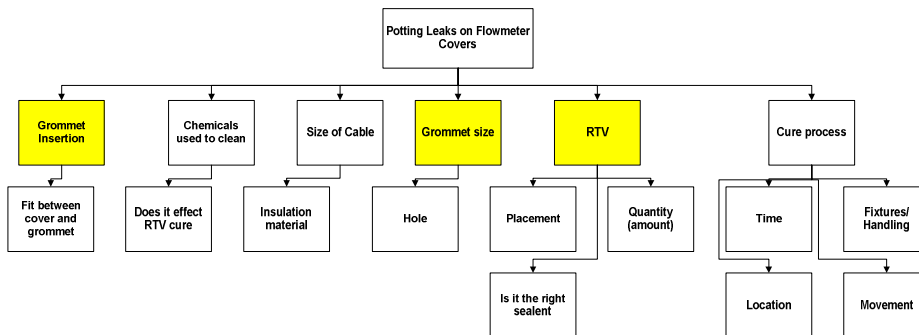 Potting Leaks on Flowmeter
Covers
Grommet
Insertion
Chemicals
used to clean
Size of Cable
Grommet size
RTV
Cure process
Fit between
cover and
grommet
Does it effect
RTV cure
Insulation
material
Hole
Placement
Quantity
(amount)
Time
Fixtures/
Handling
Is it the right
sealent
Location
Movement